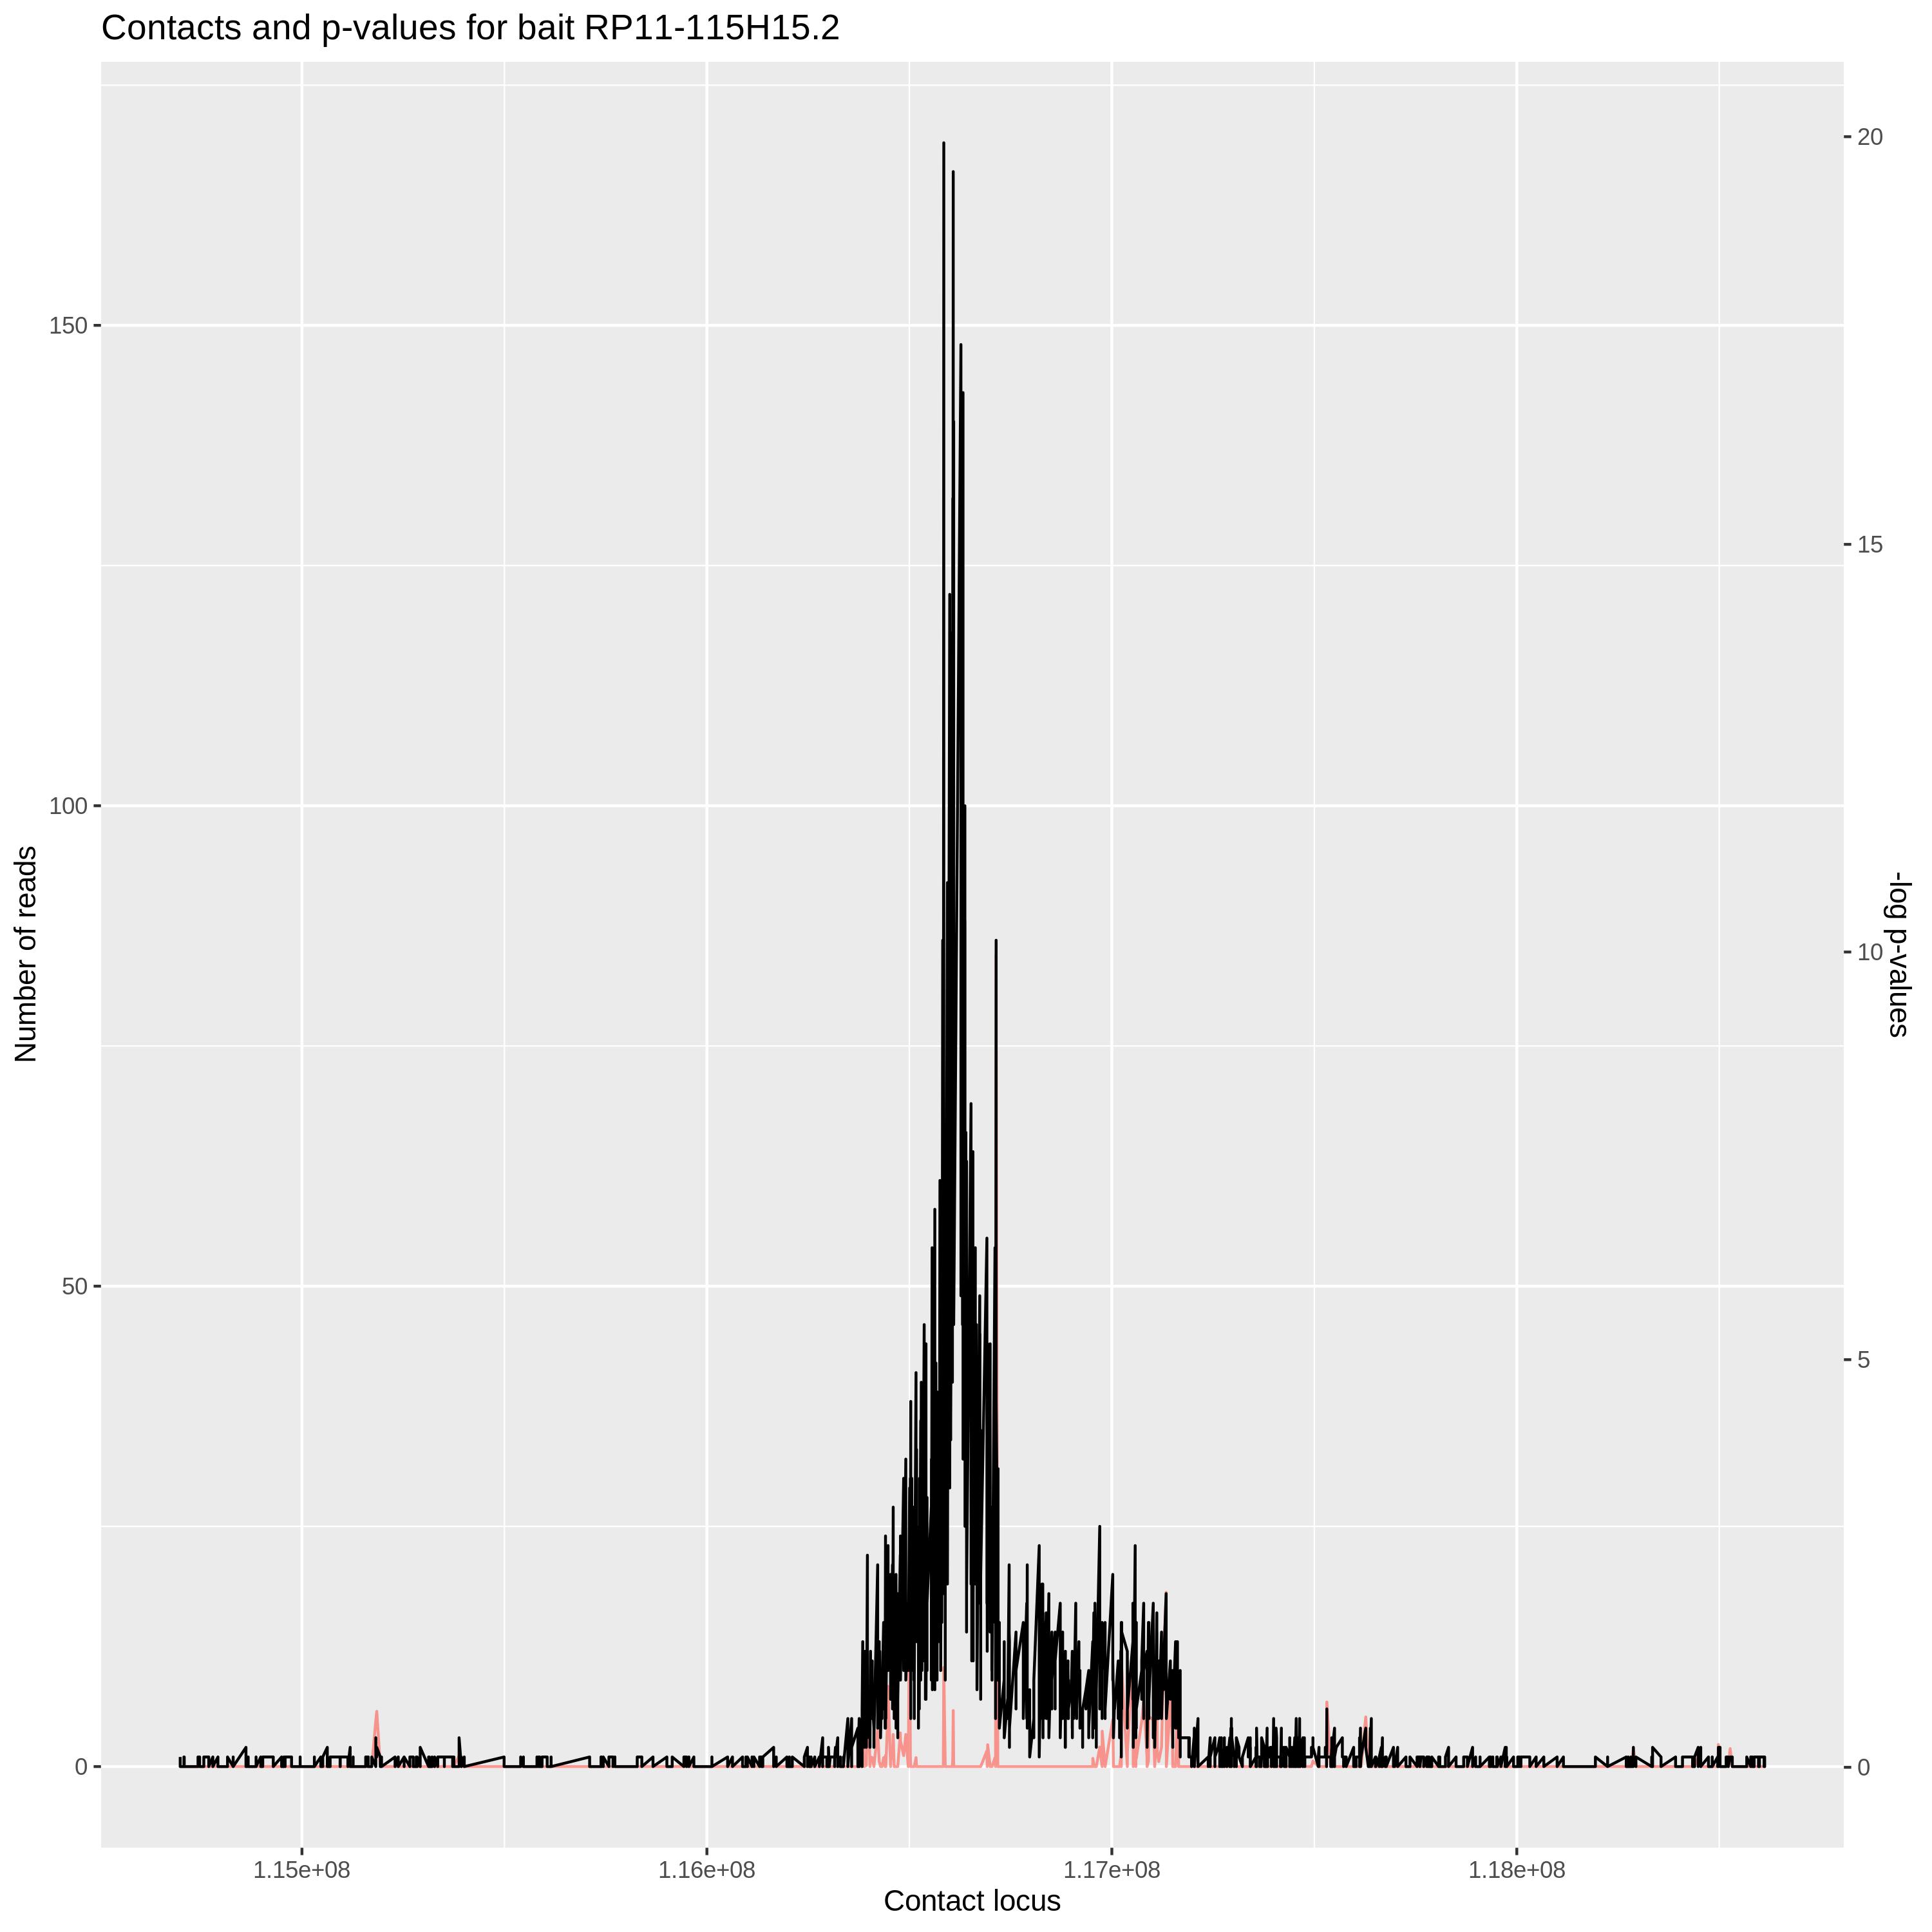 Contacts and p-values for bait RP11-115H15.2
Number of reads
150
100
50
0
20
15
10
5
0
-log p-values
1.15e+08
1.16e+08
1.17e+08
1.18e+08
Contact locus